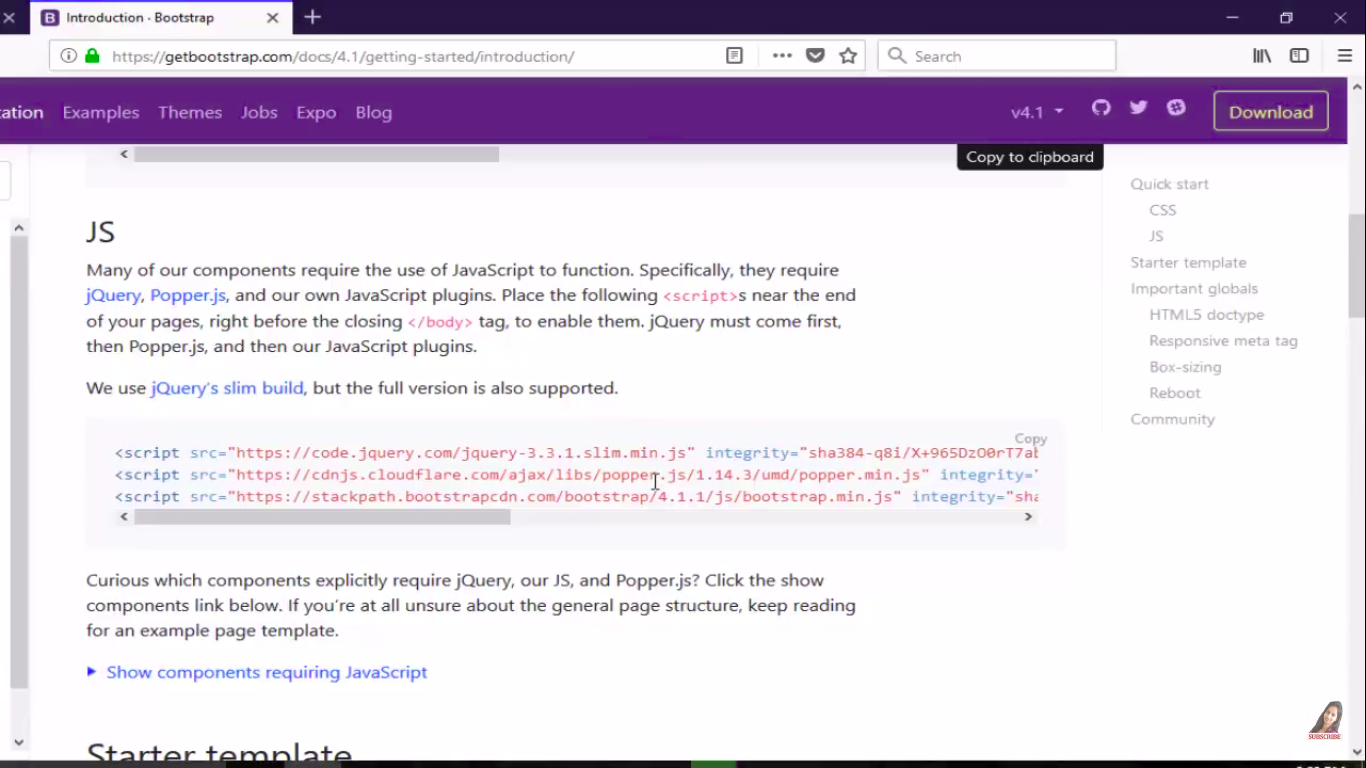 Introduction · Bootstrap
https://getbootstrap.com/docs/4.1/getting-started/introduction/
Search
Examples
Themes
Jobs
Expo
Blog
v4.1
Download
Copy to clipboard
JS
Many of our components require the use of JavaScript to function. Specifically, they require
jQuery, Popper.js, and our own JavaScript plugins. Place the following <script>s near the end
of your pages, right before the closing </body> tag, to enable them. jQuery must come first,
then Popper.js, and then our JavaScript plugins.
We use jQuery's slim build, but the full version is also supported.
Copy
<script src="https://code.jquery.com/jquery-3.3.1.slim.min.js" integrity="sha384-q8i/X+965DzO0rT7ab
<script src="https://cdnjs.cloudflare.com/ajax/libs/popper.js/1.14.3/umd/popper.min.js" integrity="
<script src="https://stackpath.bootstrapcdn.com/bootstrap/4.1.1/js/bootstrap.min.js" integrity="sha
Curious which components explicitly require jQuery, our JS, and Popper.js? Click the show
components link below. If you're at all unsure about the general page structure, keep reading
for an example page template.
Show components requiring JavaScript
Starter template
Quick start
CSS
JS
Starter template
Important globals
HTML5 doctype
Responsive meta tag
Box-sizing
Reboot
Community
SUBSCRIBE